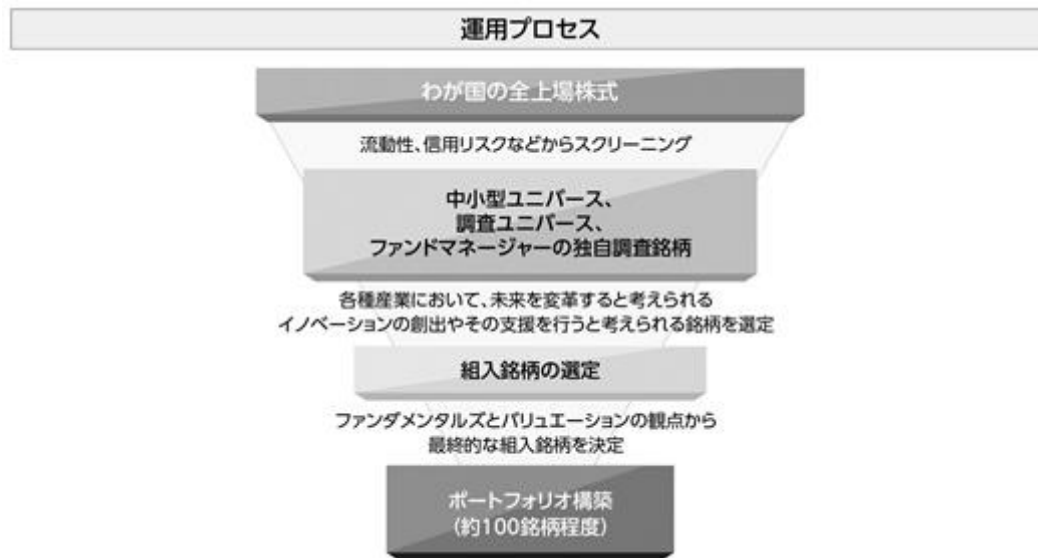 運用プロセス
わが国の全上場株式
流動性、信用リスクなどからスクリーニング
中小型ユニバース、
調査ユニバース、
ファンドマネージャーの独自調査銘柄
各種産業において、未来を変革すると考えられる
イノベーションの創出やその支援を行うと考えられる銘柄を選定
組入銘柄の選定
ファンダメンタルズとバリュエーションの観点から
最終的な組入銘柄を決定
ポートフォリオ構築
(約100銘柄程度)